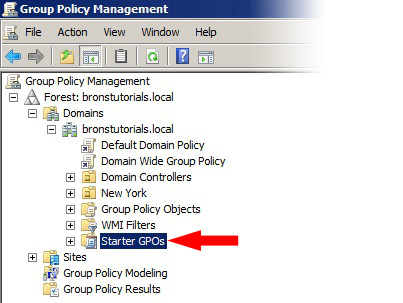 Group Policy Management
File Action View Window Help
Group Policy Management
Forest: bronstutorials.local
Domains
bronstutorials.local
Default Domain Policy
Domain Wide Group Policy
Domain Controllers
New York
Group Policy Objects
WMI Filters
Starter GPOs
Sites
Group Policy Modeling
Group Policy Results